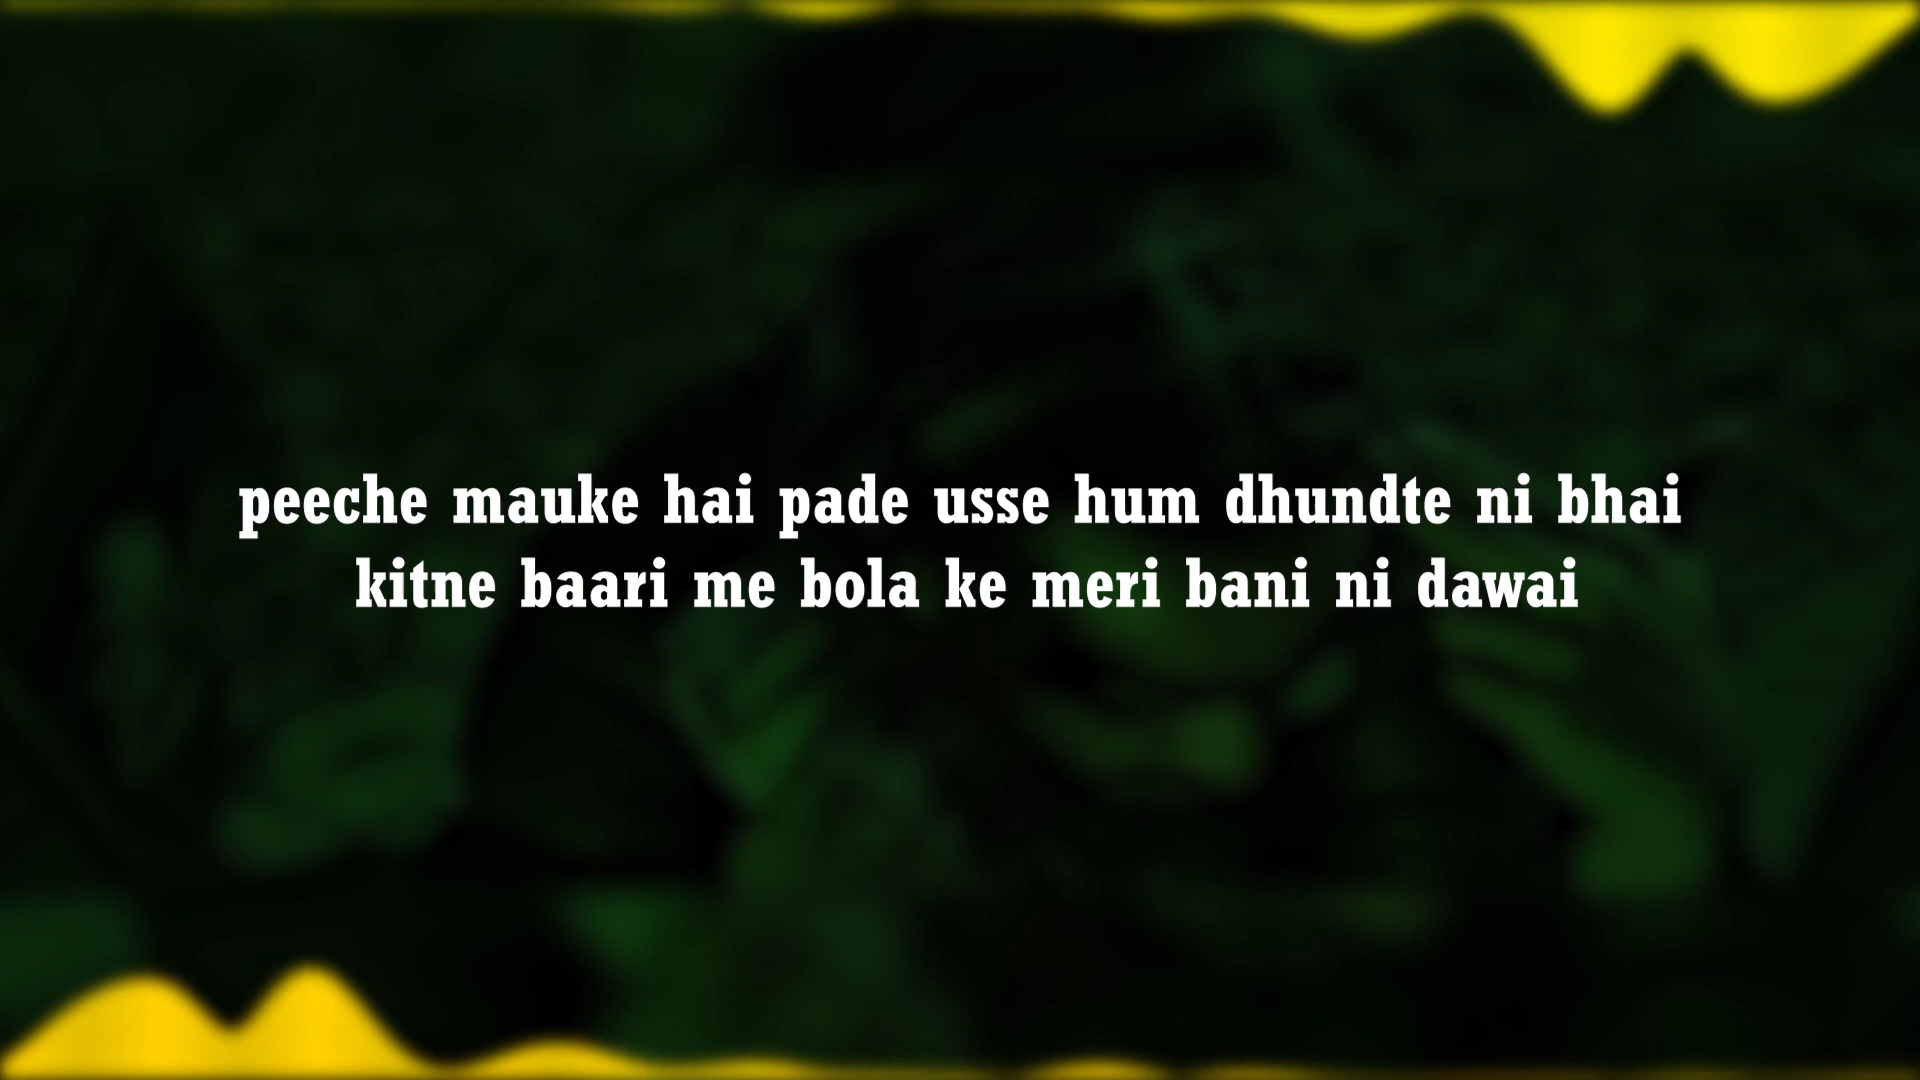 peeche mauke hai pade usse hum dhundte ni bhai
kitne baari me bola ke meri bani ni dawai